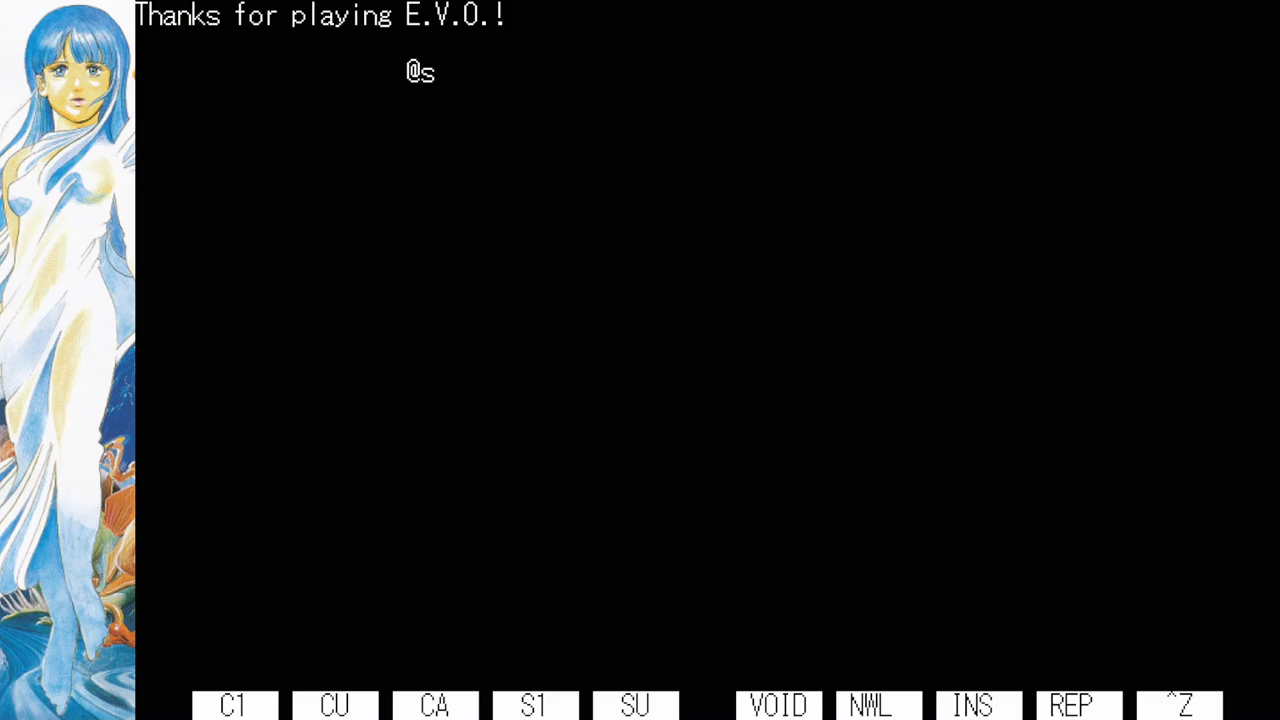 Thanks for playing E.V.O.!
@s
C1 CU CA S1 SU VOID NWL INS REP ^Z